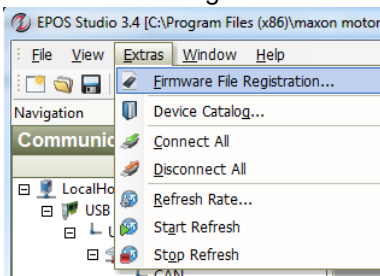 EPOS Studio 3.4 [C:\Program Files (x86)\maxon motor
File View Extras Window Help
Firmware File Registration...
Navigation
Device Catalog...
Communic
Connect All
Disconnect All
LocalHo
Refresh Rate...
USB
Start Refresh
Stop Refresh
CAN